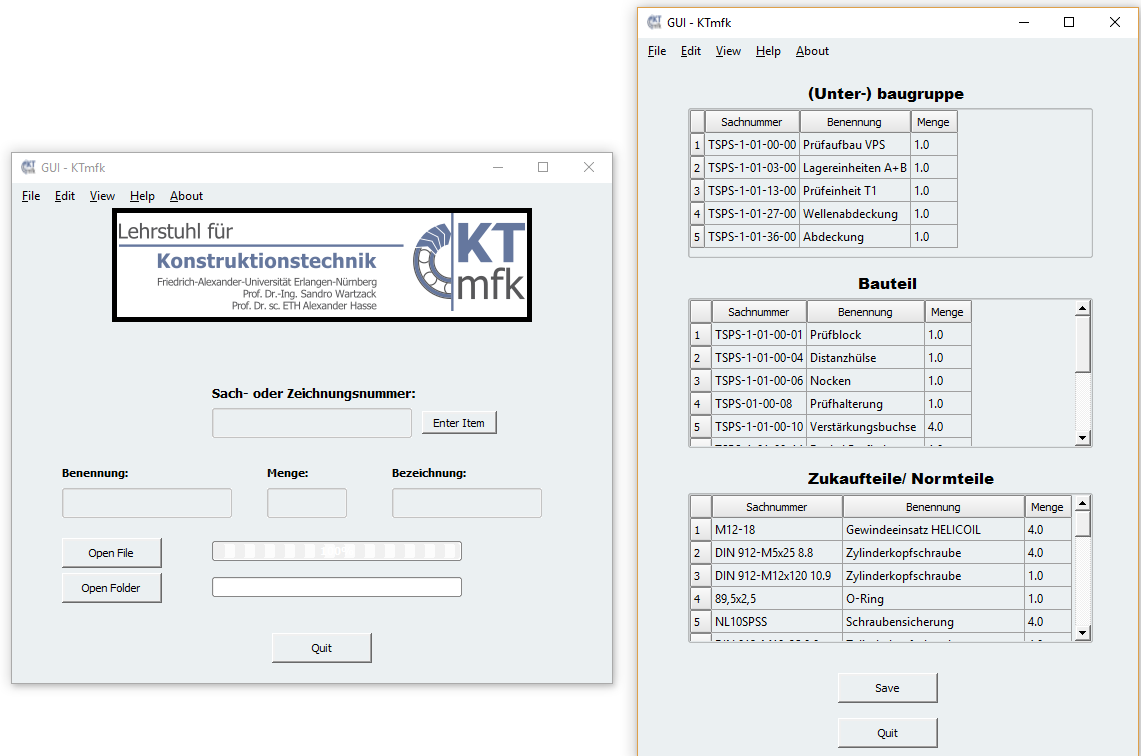 GUI - KTmfk
File Edit View Help About
Lehrstuhl für
Konstruktionstechnik
Friedrich-Alexander-Universität Erlangen-Nürnberg
Prof. Dr.-Ing. Sandro Wartzack
Prof. Dr. sc. ETH Alexander Hasse
KT
mfk
Sach- oder Zeichnungsnummer:
Enter Item
Benennung: Menge: Bezeichnung:
Open File
Open Folder
Quit
GUI - KTmfk
File Edit View Help About
(Unter-) baugruppe
Sachnummer Benennung Menge
1 TSPS-1-01-00-00 Prüfaufbau VPS 1.0
2 TSPS-1-01-03-00 Lagereinheiten A+B 1.0
3 TSPS-1-01-13-00 Prüfeinheit T1 1.0
4 TSPS-1-01-27-00 Wellenabdeckung 1.0
5 TSPS-1-01-36-00 Abdeckung 1.0
Bauteil
Sachnummer Benennung Menge
1 TSPS-1-01-00-01 Prüfblock 1.0
2 TSPS-1-01-00-04 Distanzhülse 1.0
3 TSPS-1-01-00-06 Nocken 1.0
4 TSPS-01-00-08 Prüfhalterung 1.0
5 TSPS-1-01-00-10 Verstärkungsbuchse 4.0
Zukaufteile/ Normteile
Sachnummer Benennung Menge
1 M12-18 Gewindeeinsatz HELICOIL 4.0
2 DIN 912-M5x25 8.8 Zylinderkopfschraube 4.0
3 DIN 912-M12x120 10.9 Zylinderkopfschraube 1.0
4 89,5x2,5 O-Ring 1.0
5 NL10SPSS Schraubensicherung 4.0
Save
Quit